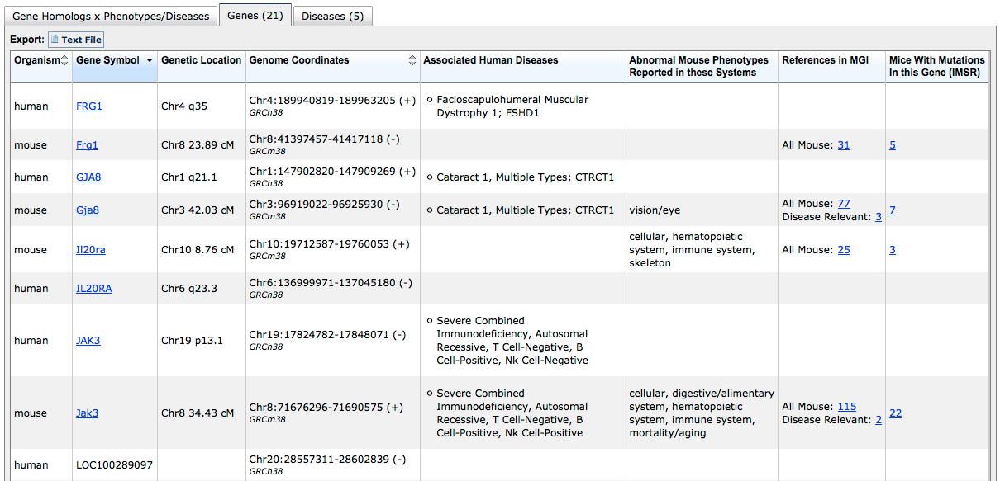 Gene Homologs x Phenotypes/Diseases Genes (21) Diseases (5)
Export: Text File
Organism Gene Symbol Genetic Location Genome Coordinates Associated Human Diseases Abnormal Mouse Phenotypes Reported in these Systems References in MGI Mice With Mutations In this Gene (IMSR)
human FRG1 Chr4 q35 Chr4:189940819-189963205 (+)
GRCh38
Facioscapulohumeral Muscular
Dystrophy 1; FSHD1
mouse Frg1 Chr8 23.89 cM Chr8:41397457-41417118 (-)
GRCm38
All Mouse: 31 5
human GJA8 Chr1 q21.1 Chr1:147902820-147909269 (+)
GRCh38
Cataract 1, Multiple Types; CTRCT1
mouse Gja8 Chr3 42.03 cM Chr3:96919022-96925930 (-)
GRCm38
Cataract 1, Multiple Types; CTRCT1 vision/eye
All Mouse: 77
Disease Relevant: 3
7
mouse Il20ra Chr10 8.76 cM Chr10:19712587-19760053 (+)
GRCm38
cellular, hematopoietic
system, immune system,
skeleton
All Mouse: 25 3
human IL20RA Chr6 q23.3 Chr6:136999971-137045180 (-)
GRCh38
human JAK3 Chr19 p13.1 Chr19:17824782-17848071 (-)
GRCh38
Severe Combined
Immunodeficiency, Autosomal
Recessive, T Cell-Negative, B
Cell-Positive, Nk Cell-Negative
mouse Jak3 Chr8 34.43 cM Chr8:71676296-71690575 (+)
GRCm38
Severe Combined
Immunodeficiency, Autosomal
Recessive, T Cell-Negative, B
Cell-Positive, Nk Cell-Positive
cellular, digestive/alimentary
system, hematopoietic
system, immune system,
mortality/aging
All Mouse: 115
Disease Relevant: 2
22
human LOC100289097 Chr20:28557311-28602839 (-)
GRCh38